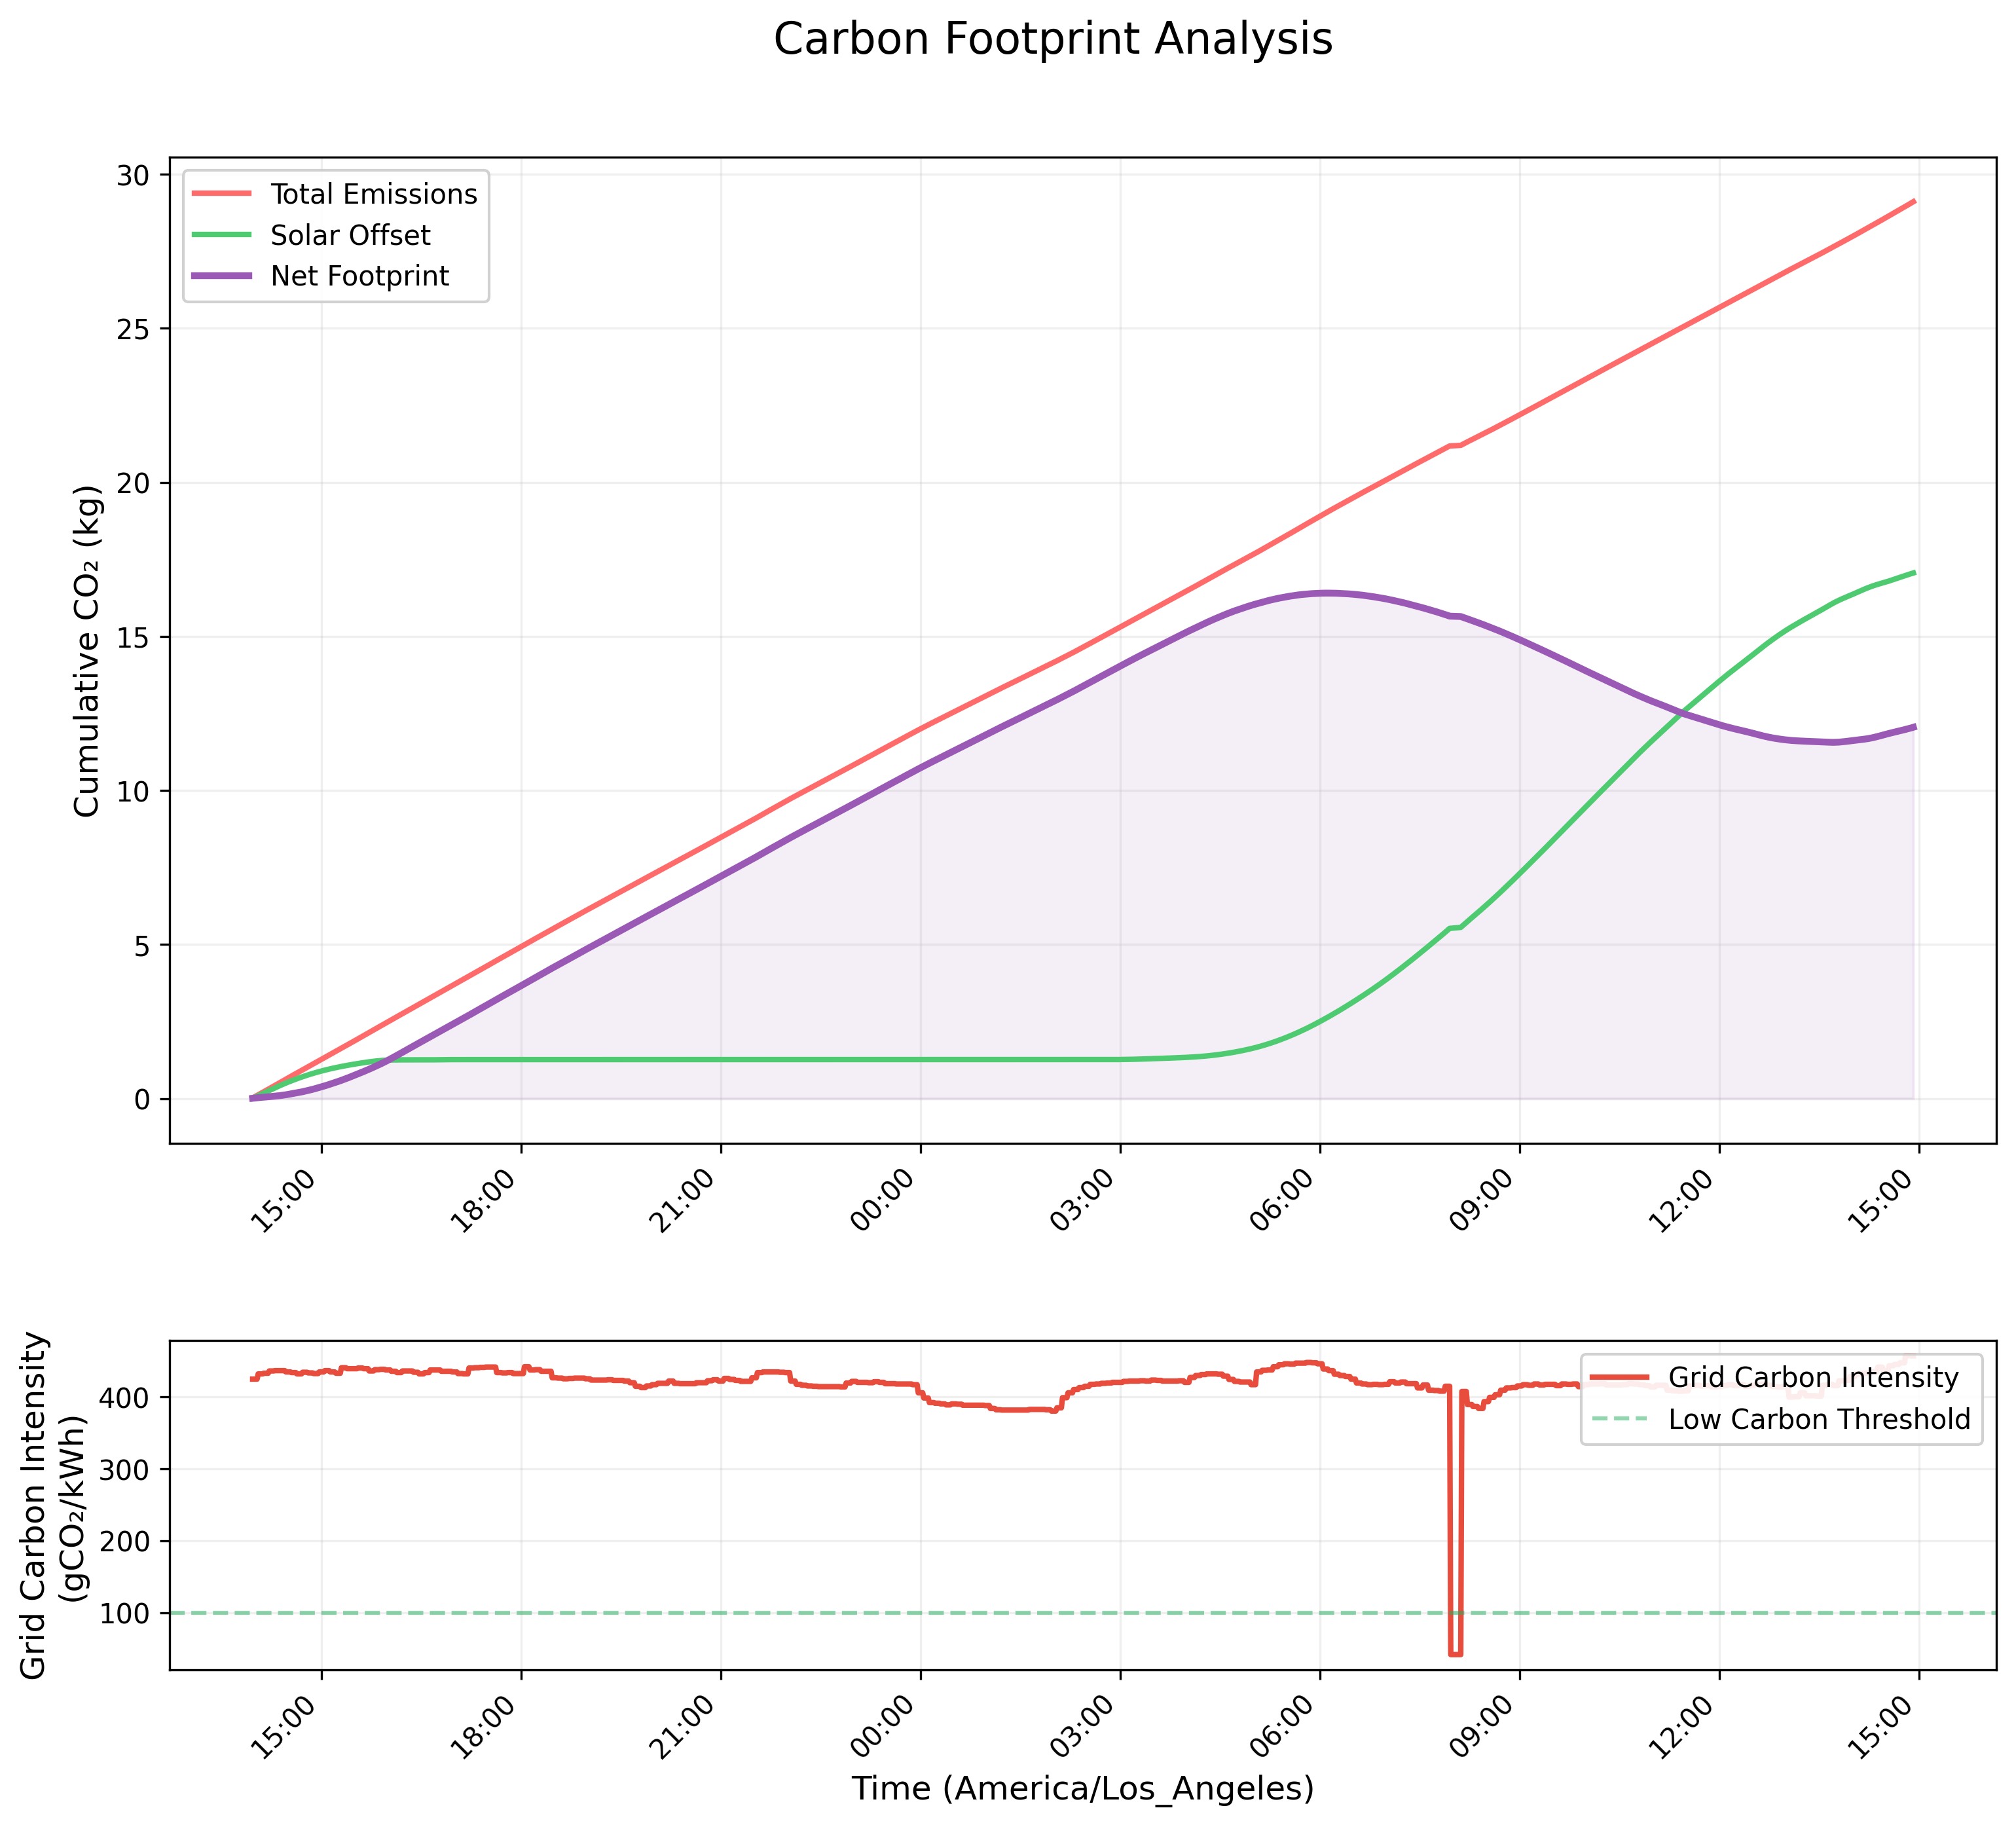 Carbon Footprint Analysis
Total Emissions
Solar Offset
Net Footprint
Cumulative CO₂ (kg)
30
25
20
15
10
5
0
15:00
18:00
21:00
00:00
03:00
06:00
09:00
12:00
15:00
Grid Carbon Intensity
(gCO₂/kWh)
400
300
200
100
Grid Carbon Intensity
Low Carbon Threshold
15:00
18:00
21:00
00:00
03:00
06:00
09:00
12:00
15:00
Time (America/Los_Angeles)